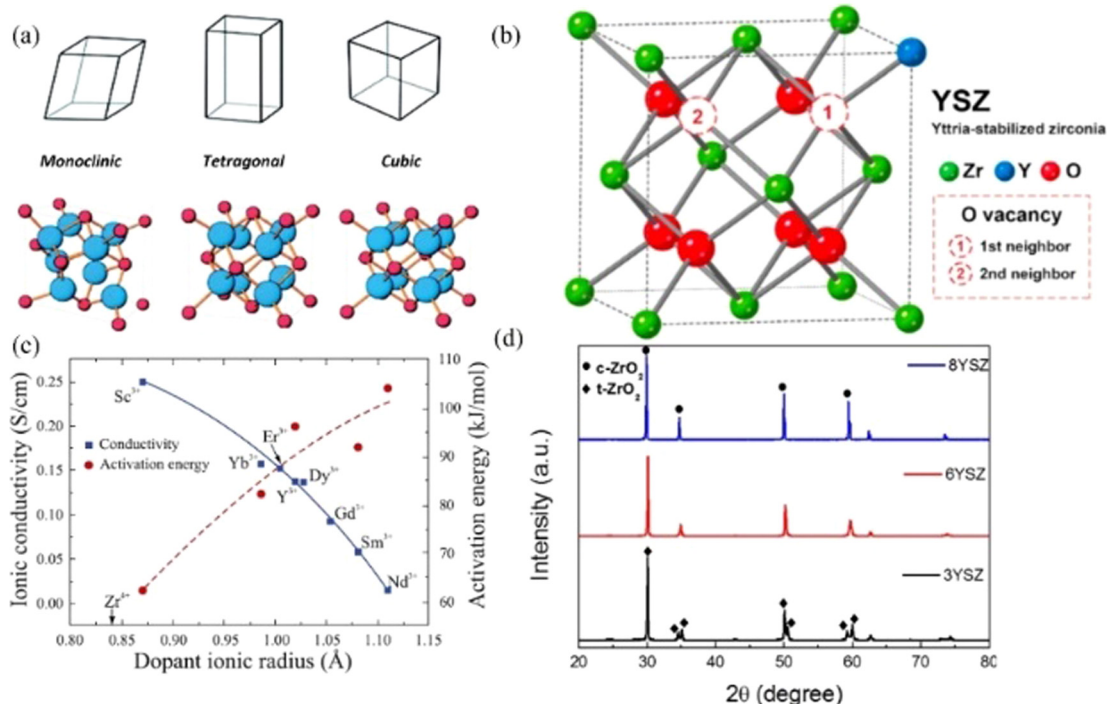 (a)
Monoclinic
Tetragonal
Cubic
(b)
2
1
YSZ
Yttria-stabilized zirconia
Zr
Y
O
O vacancy
1 1st neighbor
2 2nd neighbor
(c)
Ionic conductivity (S/cm)
0.25
0.20
0.15
0.10
0.05
0.00
Sc³⁺
Conductivity
Activation energy
Yb³⁺
Er³⁺
Y³⁺
Dy³⁺
Gd³⁺
Sm³⁺
Nd³⁺
Zr⁴⁺
110
100
90
80
70
60
Activation energy (kJ/mol)
0.80 0.85 0.90 0.95 1.00 1.05 1.10 1.15
Dopant ionic radius (Å)
(d)
Intensity (a.u.)
● c-ZrO₂
◆ t-ZrO₂
8YSZ
6YSZ
3YSZ
20 30 40 50 60 70 80
2θ (degree)